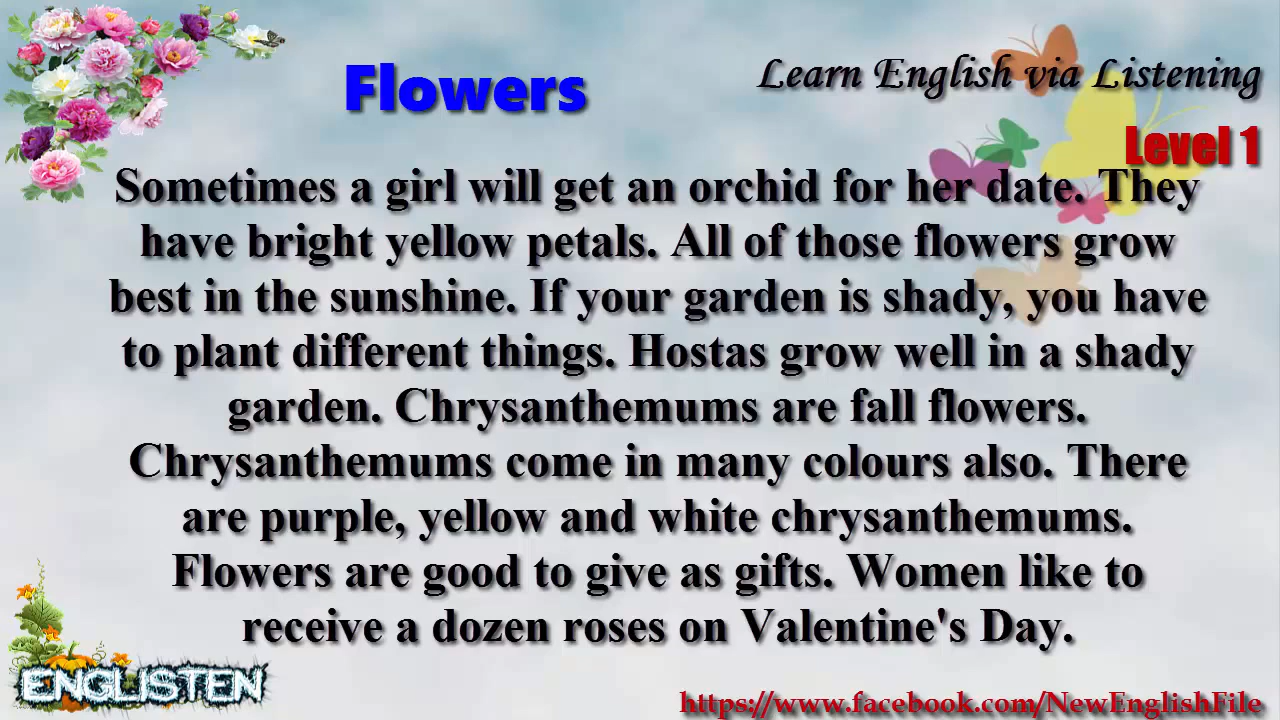 Flowers
Learn English via Listening
Level 1
Sometimes a girl will get an orchid for her date. They
have bright yellow petals. All of those flowers grow
best in the sunshine. If your garden is shady, you have
to plant different things. Hostas grow well in a shady
garden. Chrysanthemums are fall flowers.
Chrysanthemums come in many colours also. There
are purple, yellow and white chrysanthemums.
Flowers are good to give as gifts. Women like to
receive a dozen roses on Valentine's Day.
ENGLISTEN
https://www.facebook.com/NewEnglishFile